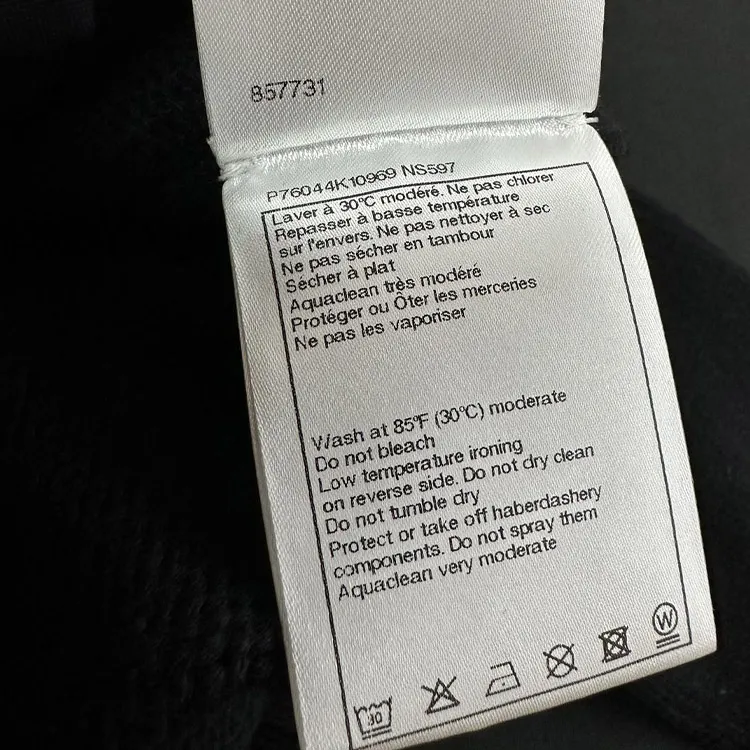 857731
P76044K10969 NS597
Laver à 30°C modéré. Ne pas chlorer
Repasser à basse température
sur l'envers. Ne pas nettoyer à sec
Ne pas sécher en tambour
Sécher à plat
Aquaclean très modéré
Protéger ou Ôter les merceries
Ne pas les vaporiser
Wash at 85°F (30°C) moderate
Do not bleach
Low temperature ironing
on reverse side. Do not dry clean
Do not tumble dry
Protect or take off haberdashery
components. Do not spray them
Aquaclean very moderate
30 W